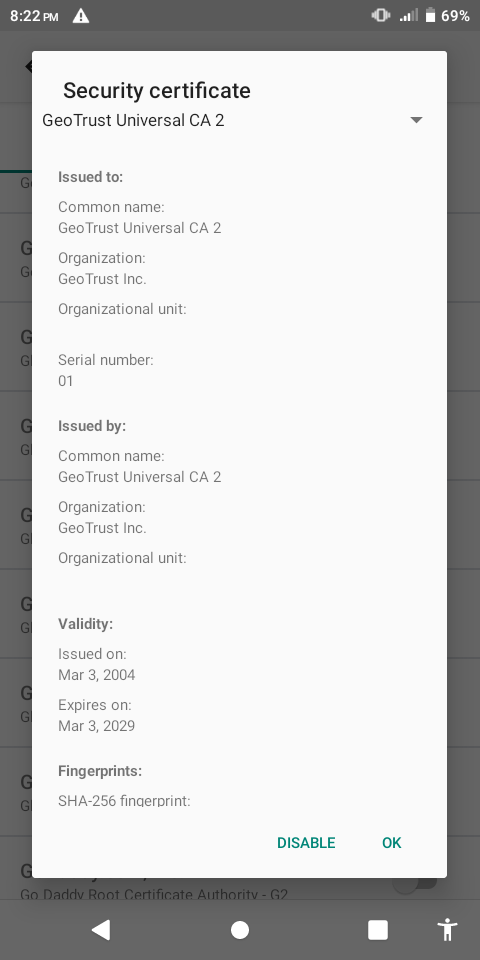 8:22 PM
69%
Security certificate
GeoTrust Universal CA 2
Issued to:
Common name:
GeoTrust Universal CA 2
Organization:
GeoTrust Inc.
Organizational unit:
Serial number:
01
Issued by:
Common name:
GeoTrust Universal CA 2
Organization:
GeoTrust Inc.
Organizational unit:
Validity:
Issued on:
Mar 3, 2004
Expires on:
Mar 3, 2029
Fingerprints:
SHA-256 fingerprint:
DISABLE OK
Go Daddy Root Certificate Authority - G2